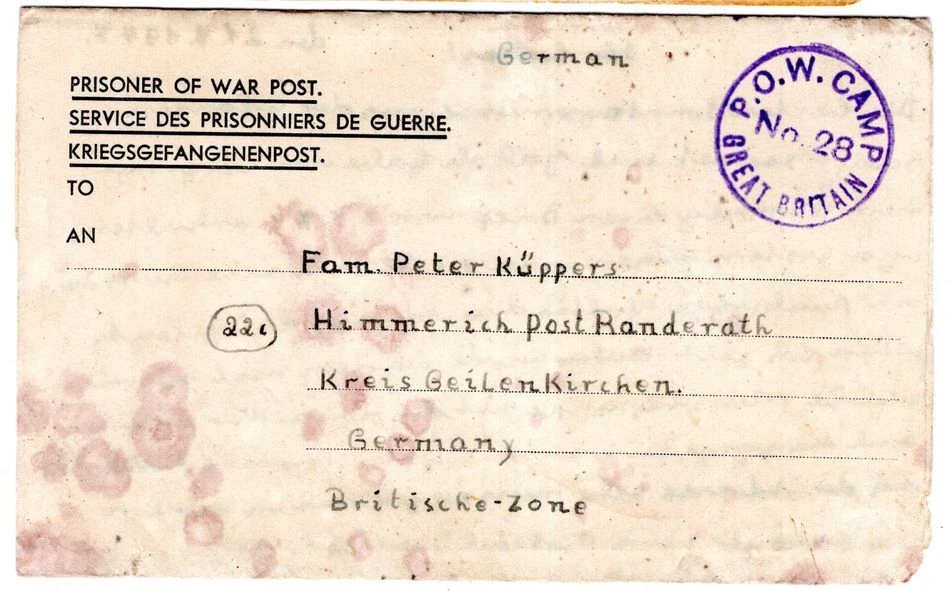 German
PRISONER OF WAR POST.
SERVICE DES PRISONNIERS DE GUERRE.
KRIEGSGEFANGENENPOST.
P.O.W. CAMP
No. 28
GREAT BRITAIN
TO
AN
Fam. Peter Küppers
22c Himmerich Post Randerath
Kreis Geilenkirchen.
Germany
Britische-Zone